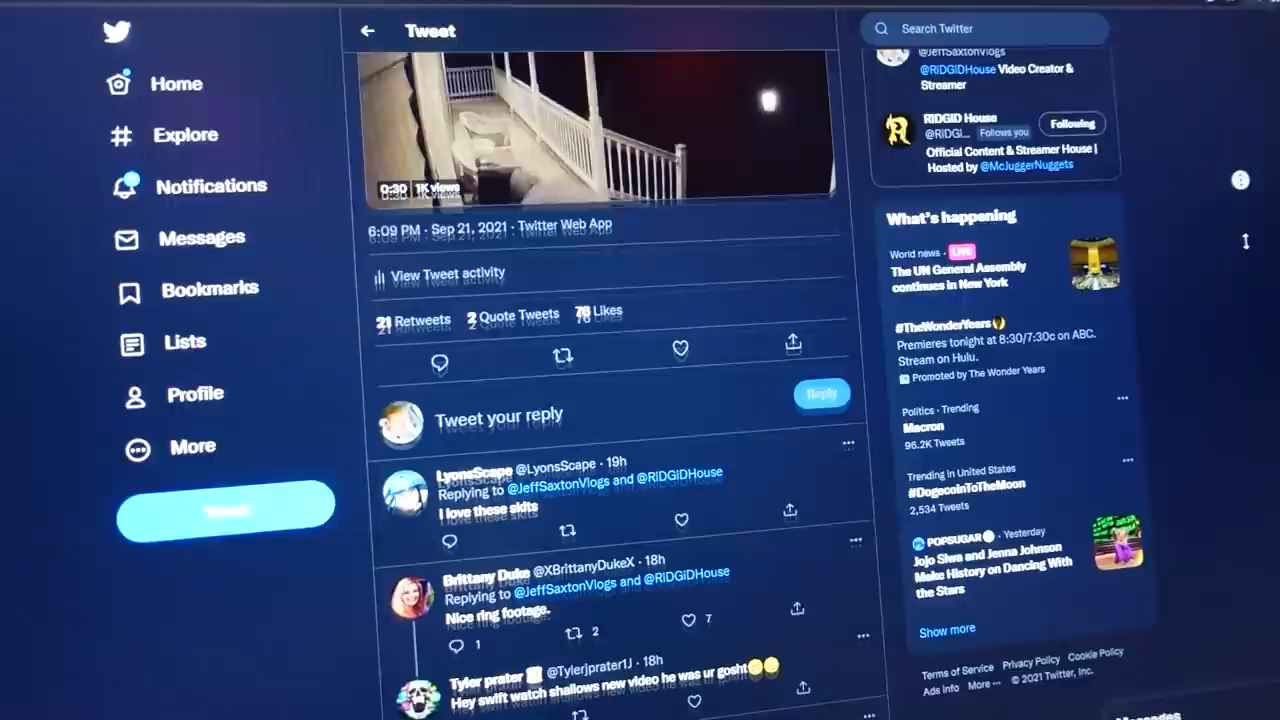 Home
Explore
Notifications
Messages
Bookmarks
Lists
Profile
More
Tweet
Tweet
0:30 1K views
6:09 PM · Sep 21, 2021 · Twitter Web App
View Tweet activity
21 Retweets 2 Quote Tweets 78 Likes
Tweet your reply
Reply
LyonsScape @LyonsScape · 19h
Replying to @JeffSaxtonVlogs and @RiDGiDHouse
I love these skits
Brittany Duke @XBrittanyDukeX · 18h
Replying to @JeffSaxtonVlogs and @RiDGiDHouse
Nice ring footage.
1 2 7
Tyler prater @Tylerjprater1J · 18h
Hey swift watch shallows new video he was ur gosht
Search Twitter
@JeffSaxtonVlogs
@RiDGiDHouse Video Creator &
Streamer
RIDGID House
@RiDGi... Follows you
Following
Official Content & Streamer House |
Hosted by @McJuggerNuggets
What's happening
World news · LIVE
The UN General Assembly
continues in New York
#TheWonderYears
Premieres tonight at 8:30/7:30c on ABC.
Stream on Hulu.
Promoted by The Wonder Years
Politics · Trending
Macron
96.2K Tweets
Trending in United States
#DogecoinToTheMoon
2,534 Tweets
POPSUGAR · Yesterday
Jojo Siwa and Jenna Johnson
Make History on Dancing With
the Stars
Show more
Terms of Service Privacy Policy Cookie Policy
Ads info More ··· © 2021 Twitter, Inc.
Messages